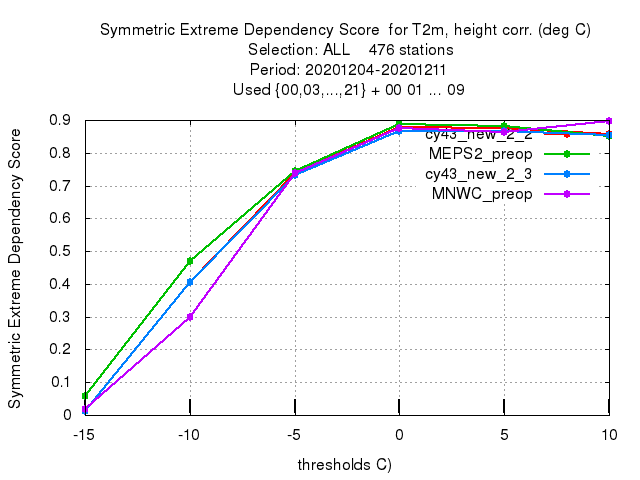 Symmetric Extreme Dependency Score for T2m, height corr. (deg C)
Selection: ALL 476 stations
Period: 20201204-20201211
Used {00,03,...,21} + 00 01 ... 09
Symmetric Extreme Dependency Score
0.9
0.8
0.7
0.6
0.5
0.4
0.3
0.2
0.1
0
cy43_new_2_2
MEPS2_preop
cy43_new_2_3
MNWC_preop
-15 -10 -5 0 5 10
thresholds C)